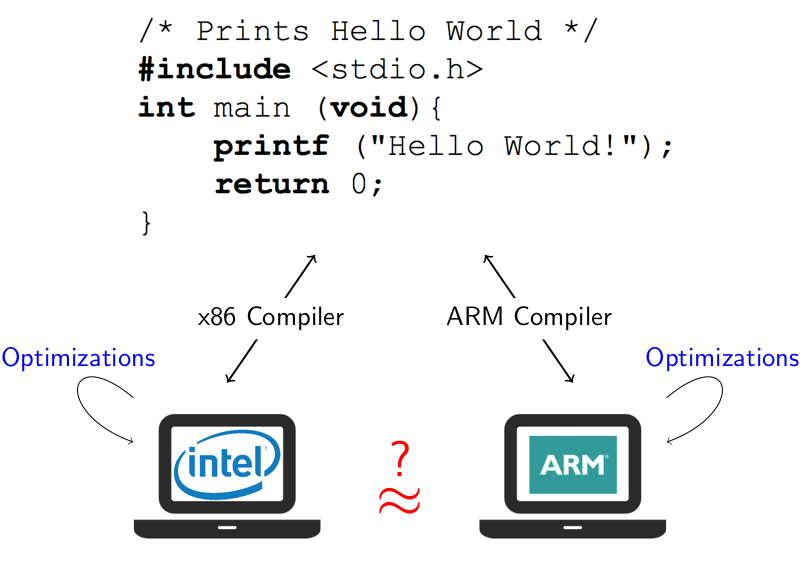 /* Prints Hello World */
#include <stdio.h>
int main (void){
    printf ("Hello World!");
    return 0;
}
x86 Compiler
ARM Compiler
Optimizations
Optimizations
intel
?
≈
ARM